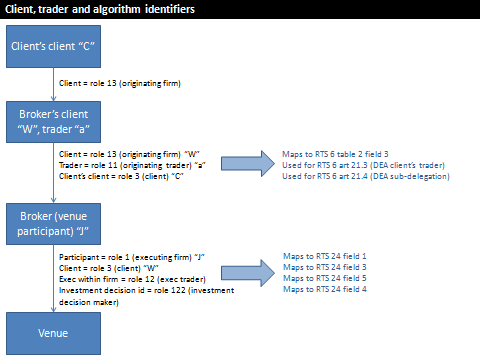 Client, trader and algorithm identifiers
Client's client "C"
Client = role 13 (originating firm)
Broker's client
"W", trader "a"
Client = role 13 (originating firm) "W"
Trader = role 11 (originating trader) "a"
Client's client = role 3 (client) "C"
Maps to RTS 6 table 2 field 3
Used for RTS 6 art 21.3 (DEA client's trader)
Used for RTS 6 art 21.4 (DEA sub-delegation)
Broker (venue
participant) "J"
Participant = role 1 (executing firm) "J"
Client = role 3 (client) "W"
Exec within firm = role 12 (exec trader)
Investment decision id = role 122 (investment
decision maker)
Maps to RTS 24 field 1
Maps to RTS 24 field 3
Maps to RTS 24 field 5
Maps to RTS 24 field 4
Venue